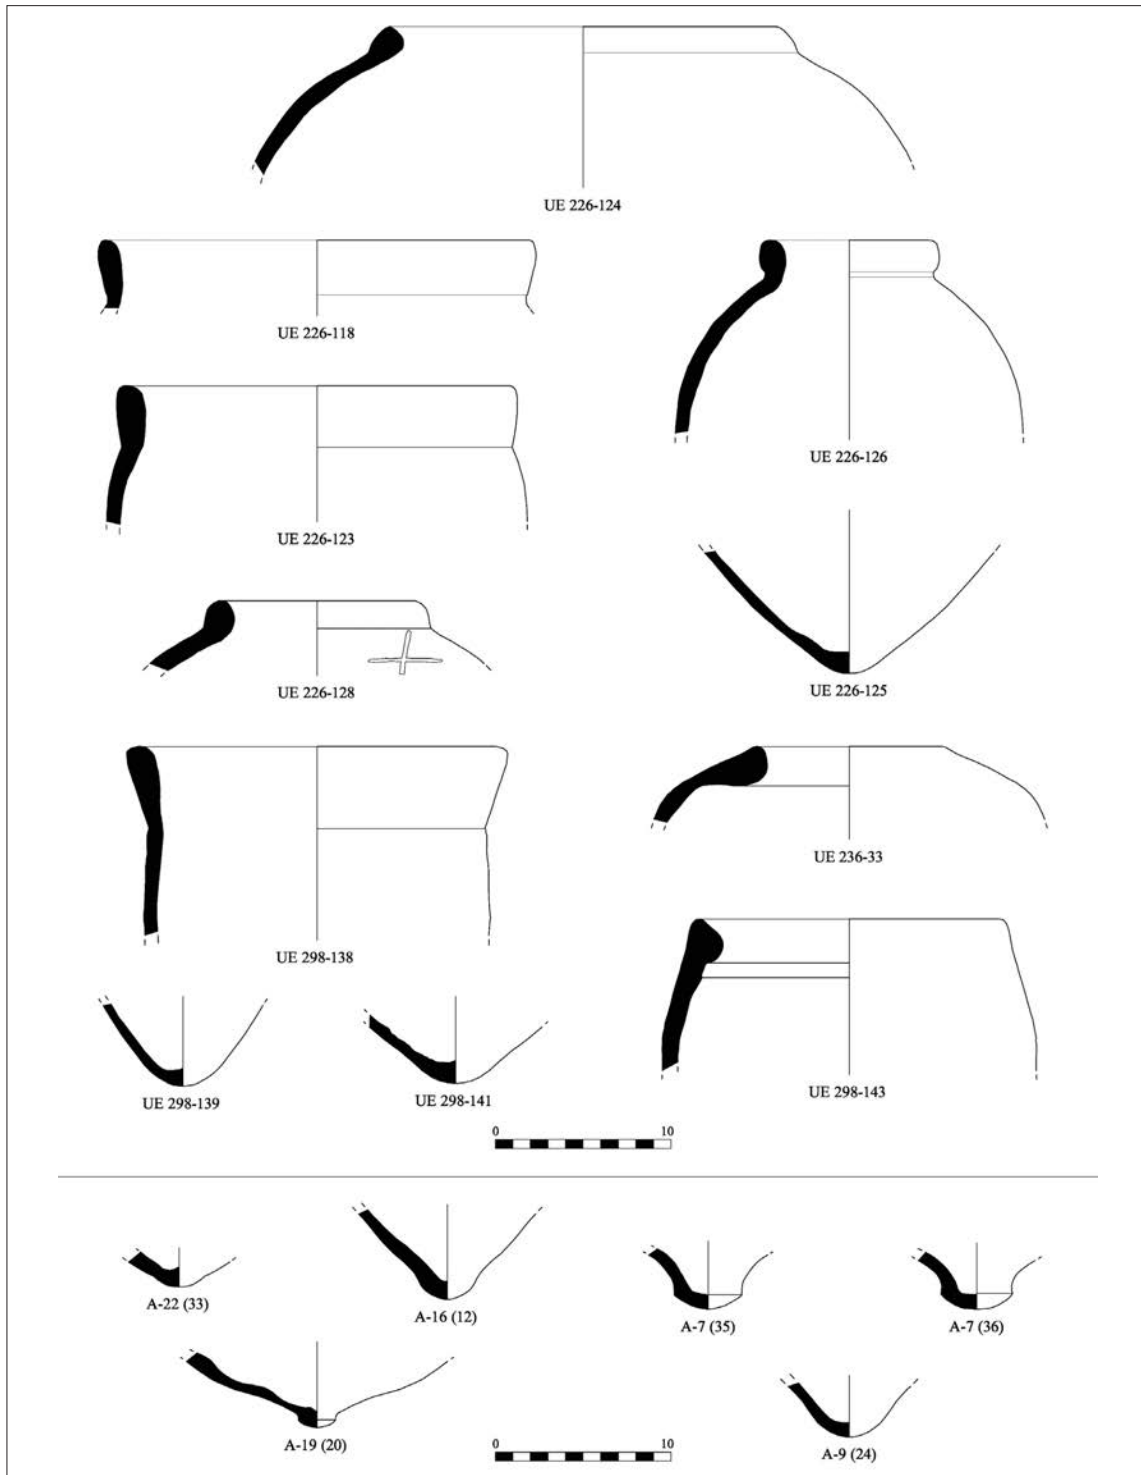 UE 226-124
UE 226-118
UE 226-126
UE 226-123
UE 226-128
UE 226-125
UE 236-33
UE 298-138
UE 298-139
UE 298-141
UE 298-143
0 10
A-22 (33)
A-16 (12)
A-7 (35)
A-7 (36)
A-19 (20)
A-9 (24)
0 10